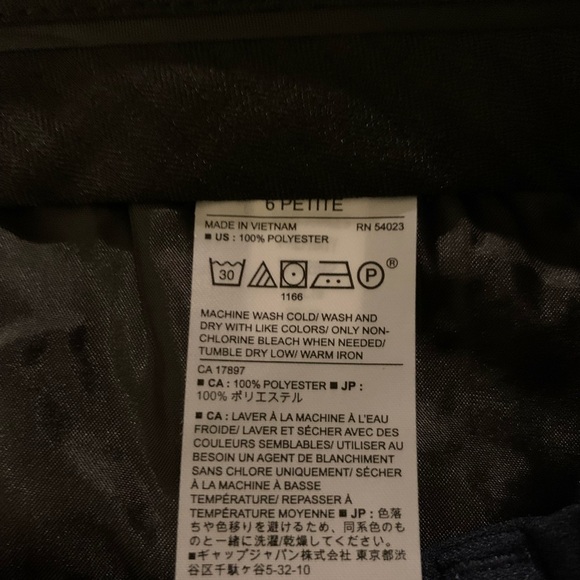 6 PETITE
MADE IN VIETNAM RN 54023
■ US : 100% POLYESTER
30 P ®
1166
MACHINE WASH COLD/ WASH AND
DRY WITH LIKE COLORS/ ONLY NON-
CHLORINE BLEACH WHEN NEEDED/
TUMBLE DRY LOW/ WARM IRON
CA 17897
■ CA : 100% POLYESTER ■ JP :
100% ポリエステル
■ CA : LAVER À LA MACHINE À L'EAU
FROIDE/ LAVER ET SÉCHER AVEC DES
COULEURS SEMBLABLES/ UTILISER AU
BESOIN UN AGENT DE BLANCHIMENT
SANS CHLORE UNIQUEMENT/ SÉCHER
À LA MACHINE À BASSE
TEMPÉRATURE/ REPASSER À
TEMPÉRATURE MOYENNE ■ JP : 色落
ちや色移りを避けるため、同系色のも
のと一緒に洗濯/乾燥してください。
■ギャップジャパン株式会社 東京都渋
谷区千駄ヶ谷5-32-10